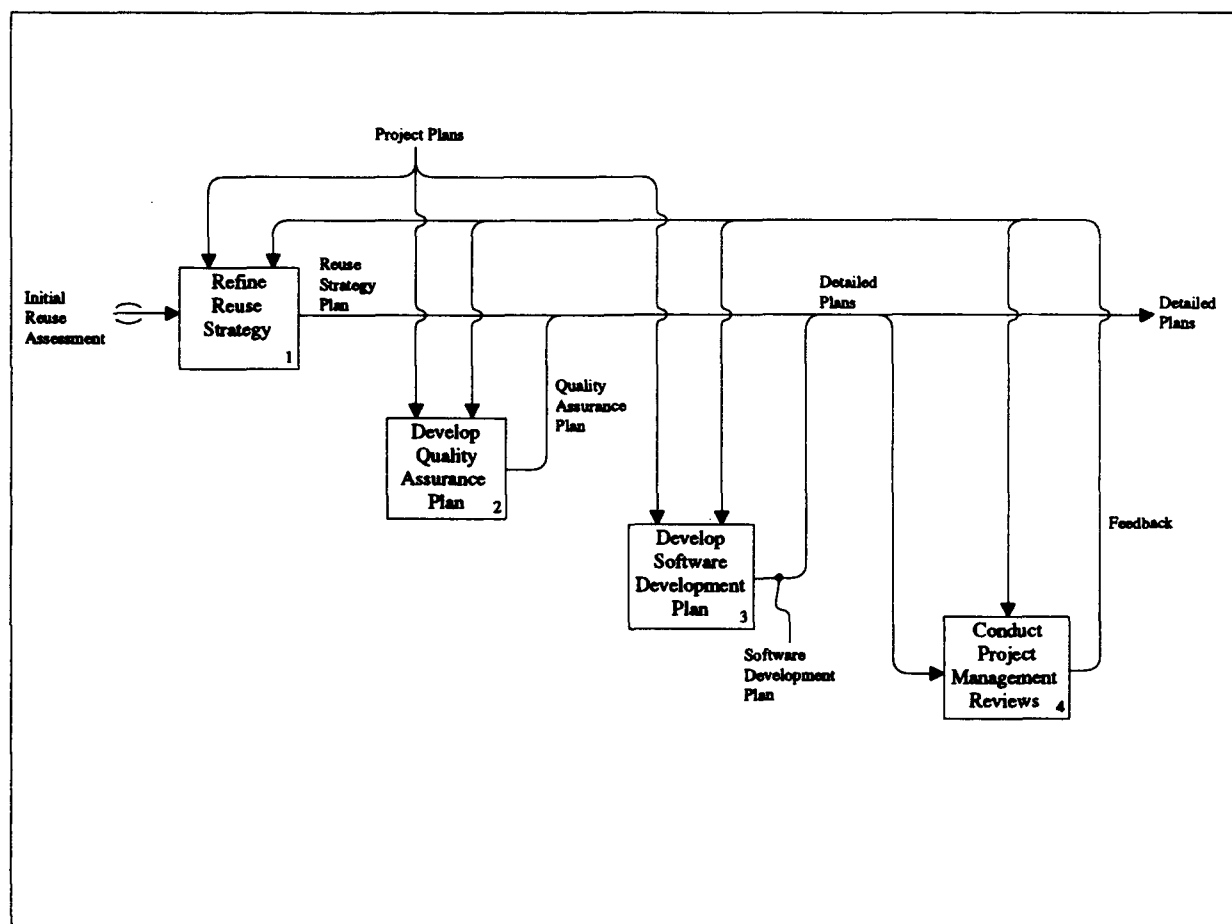 Project Plans
Initial
Reuse
Assessment
Refine
Reuse
Strategy
1
Reuse
Strategy
Plan
Detailed
Plans
Detailed
Plans
Quality
Assurance
Plan
Develop
Quality
Assurance
Plan
2
Develop
Software
Development
Plan
3
Software
Development
Plan
Feedback
Conduct
Project
Management
Reviews
4